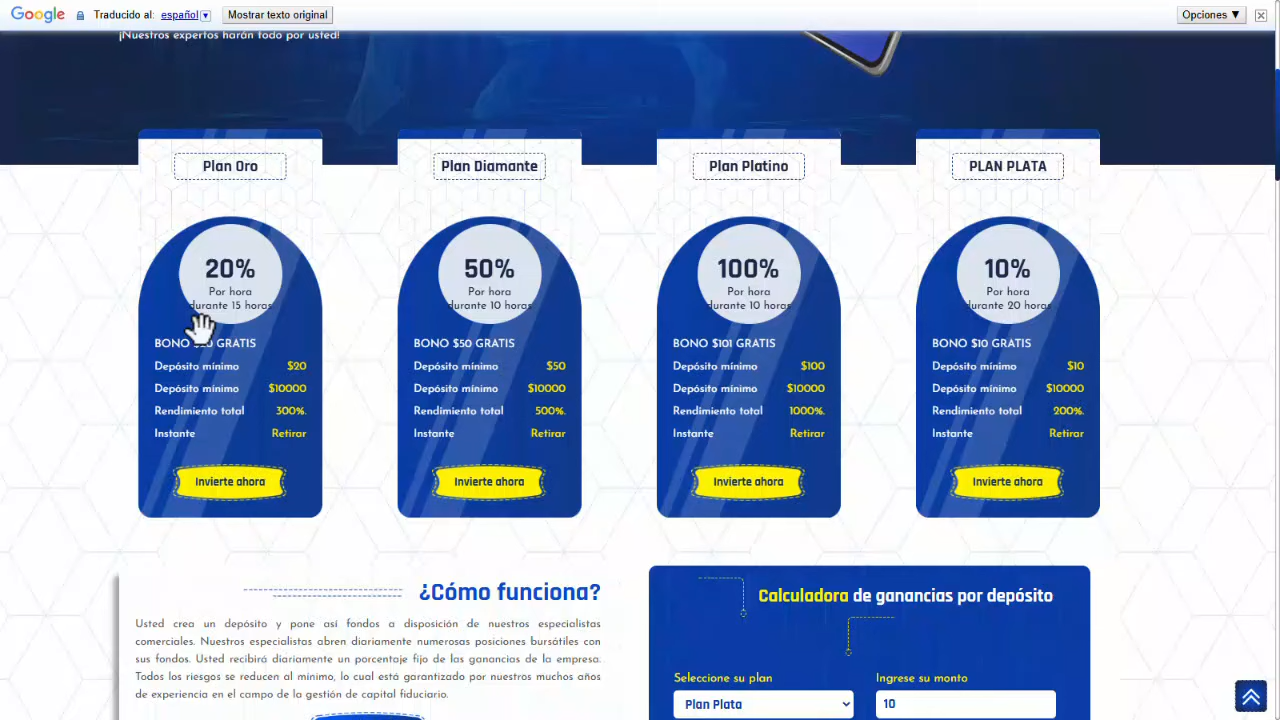 Google Traducido al: español Mostrar texto original Opciones ▼
¡Nuestros expertos harán todo por usted!
Plan Oro
20%
Por hora
durante 15 horas
BONO GRATIS
Depósito mínimo $20
Depósito mínimo $10000
Rendimiento total 300%.
Instante Retirar
Invierte ahora
Plan Diamante
50%
Por hora
durante 10 horas
BONO $50 GRATIS
Depósito mínimo $50
Depósito mínimo $10000
Rendimiento total 500%.
Instante Retirar
Invierte ahora
Plan Platino
100%
Por hora
durante 10 horas
BONO $101 GRATIS
Depósito mínimo $100
Depósito mínimo $10000
Rendimiento total 1000%.
Instante Retirar
Invierte ahora
PLAN PLATA
10%
Por hora
durante 20 horas
BONO $10 GRATIS
Depósito mínimo $10
Depósito mínimo $10000
Rendimiento total 200%.
Instante Retirar
Invierte ahora
¿Cómo funciona?
Usted crea un depósito y pone así fondos a disposición de nuestros especialistas
comerciales. Nuestros especialistas abren diariamente numerosas posiciones bursátiles con
sus fondos. Usted recibirá diariamente un porcentaje fijo de las ganancias de la empresa.
Todos los riesgos se reducen al mínimo, lo cual está garantizado por nuestros muchos años
de experiencia en el campo de la gestión de capital fiduciario.
Calculadora de ganancias por depósito
Seleccione su plan
Plan Plata
Ingrese su monto
10